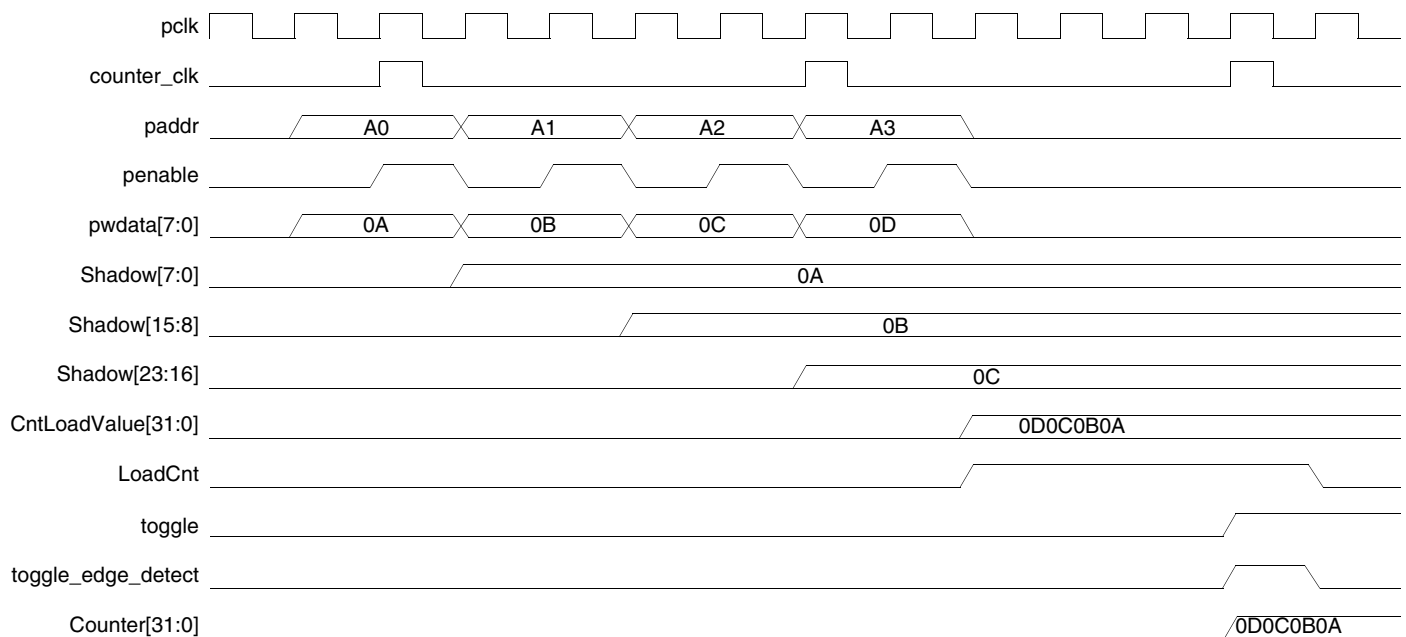 pclk
counter_clk
paddr A0 A1 A2 A3
penable
pwdata[7:0] 0A 0B 0C 0D
Shadow[7:0] 0A
Shadow[15:8] 0B
Shadow[23:16] 0C
CntLoadValue[31:0] 0D0C0B0A
LoadCnt
toggle
toggle_edge_detect
Counter[31:0] 0D0C0B0A